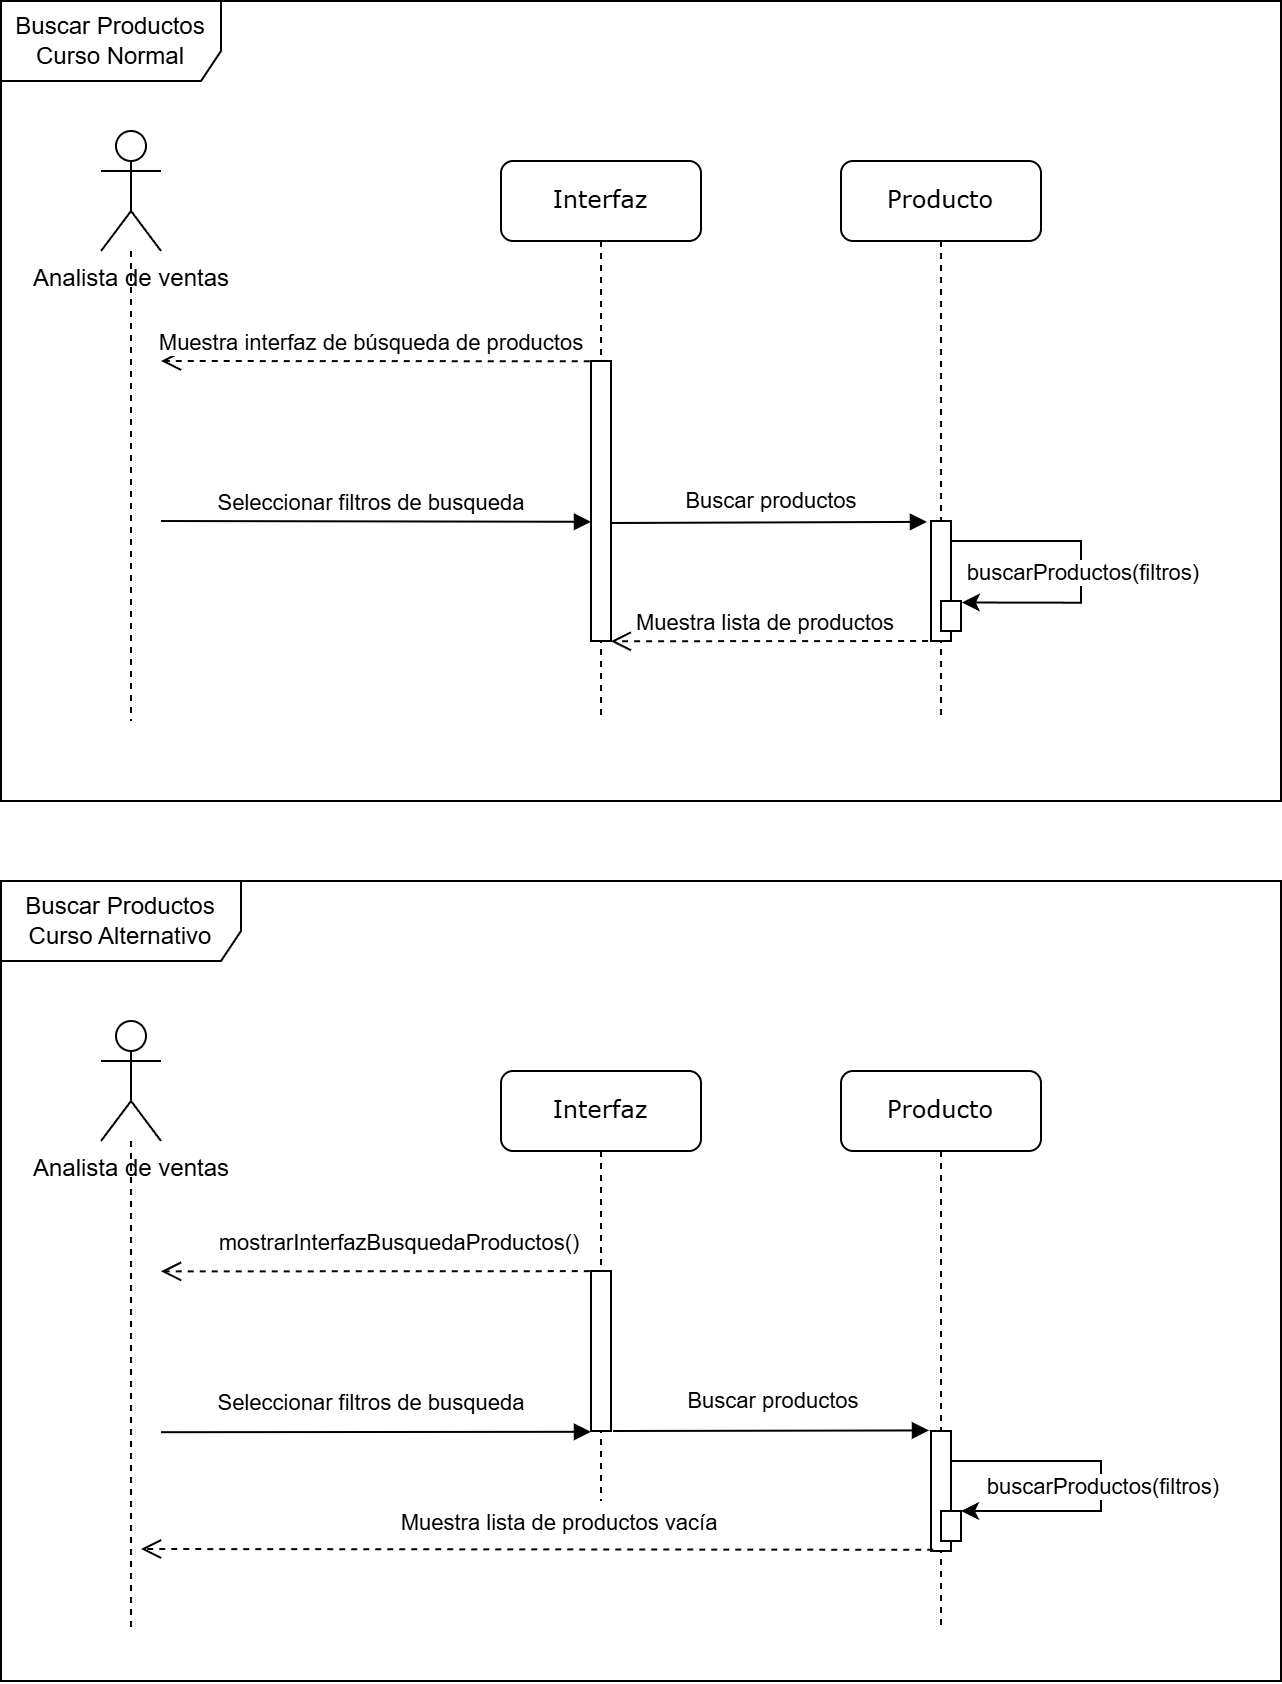 Buscar Productos
Curso Normal
Interfaz
Producto
Analista de ventas
Muestra interfaz de búsqueda de productos
Seleccionar filtros de busqueda
Buscar productos
buscarProductos(filtros)
Muestra lista de productos
Buscar Productos
Curso Alternativo
Interfaz
Producto
Analista de ventas
mostrarInterfazBusquedaProductos()
Seleccionar filtros de busqueda
Buscar productos
buscarProductos(filtros)
Muestra lista de productos vacía